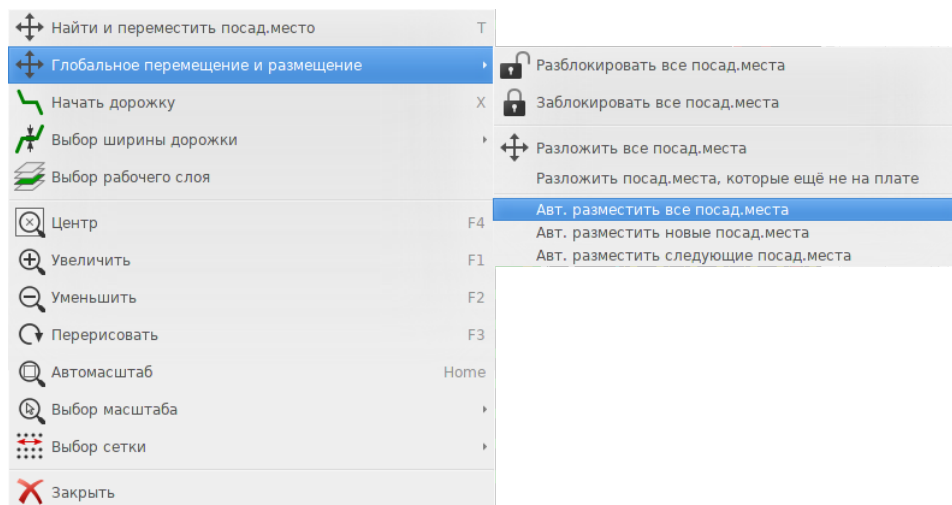 Найти и переместить посад.место T
Глобальное перемещение и размещение
Начать дорожку X
Выбор ширины дорожки
Выбор рабочего слоя
Центр F4
Увеличить F1
Уменьшить F2
Перерисовать F3
Автомасштаб Home
Выбор масштаба
Выбор сетки
Закрыть
Разблокировать все посад.места
Заблокировать все посад.места
Разложить все посад.места
Разложить посад.места, которые ещё не на плате
Авт. разместить все посад.места
Авт. разместить новые посад.места
Авт. разместить следующие посад.места